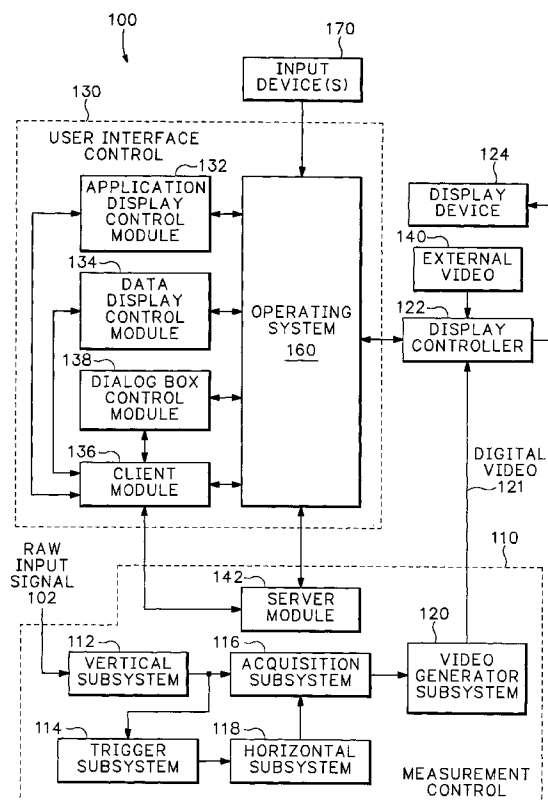 100
170
INPUT
DEVICE(S)
130
USER INTERFACE
CONTROL
132
APPLICATION
DISPLAY
CONTROL
MODULE
134
DATA
DISPLAY
CONTROL
MODULE
138
DIALOG BOX
CONTROL
MODULE
136
CLIENT
MODULE
OPERATING
SYSTEM
160
124
DISPLAY
DEVICE
140
EXTERNAL
VIDEO
122
DISPLAY
CONTROLLER
DIGITAL
VIDEO
121
110
RAW
INPUT
SIGNAL
102
142
SERVER
MODULE
112
VERTICAL
SUBSYSTEM
116
ACQUISITION
SUBSYSTEM
120
VIDEO
GENERATOR
SUBSYSTEM
114
TRIGGER
SUBSYSTEM
118
HORIZONTAL
SUBSYSTEM
MEASUREMENT
CONTROL